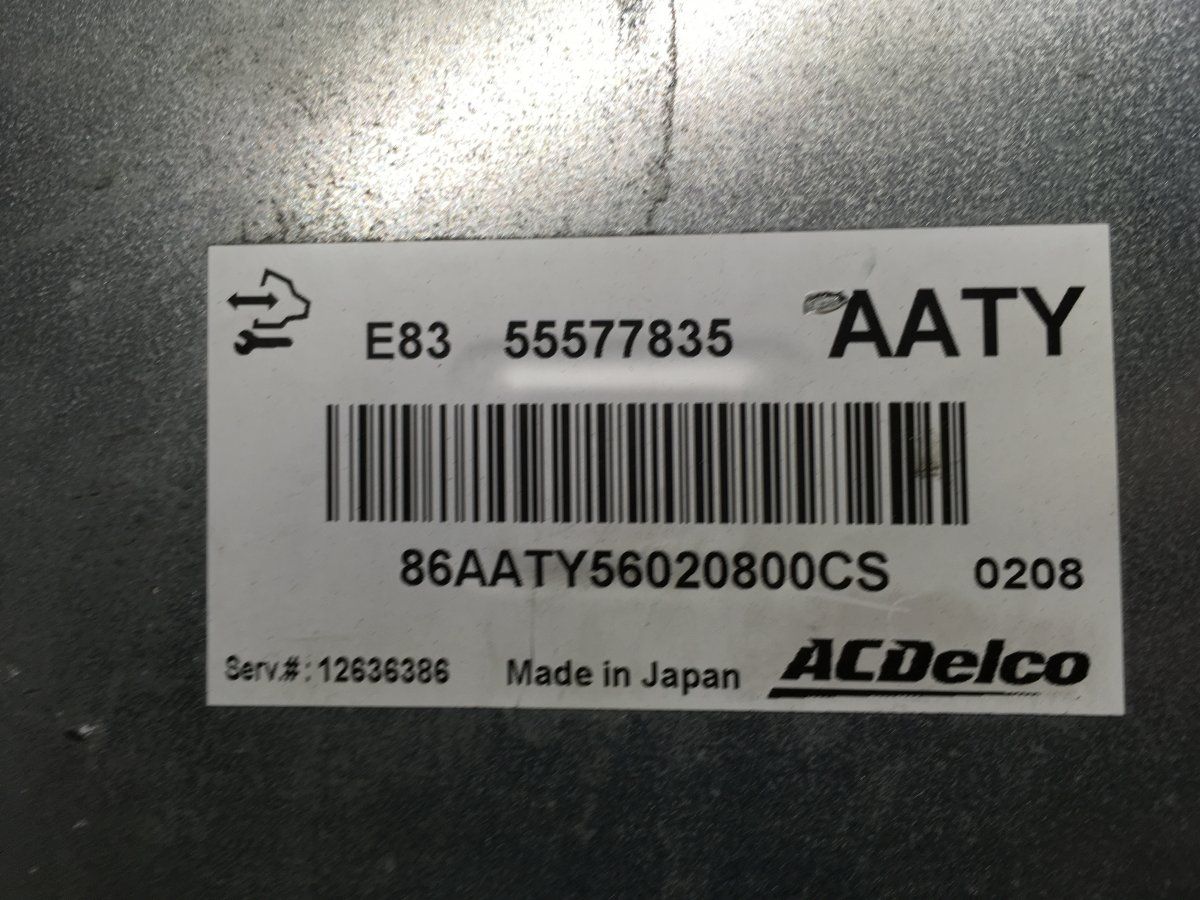 E83 55577835 AATY
86AATY56020800CS 0208
Serv.#: 12636386 Made in Japan ACDelco